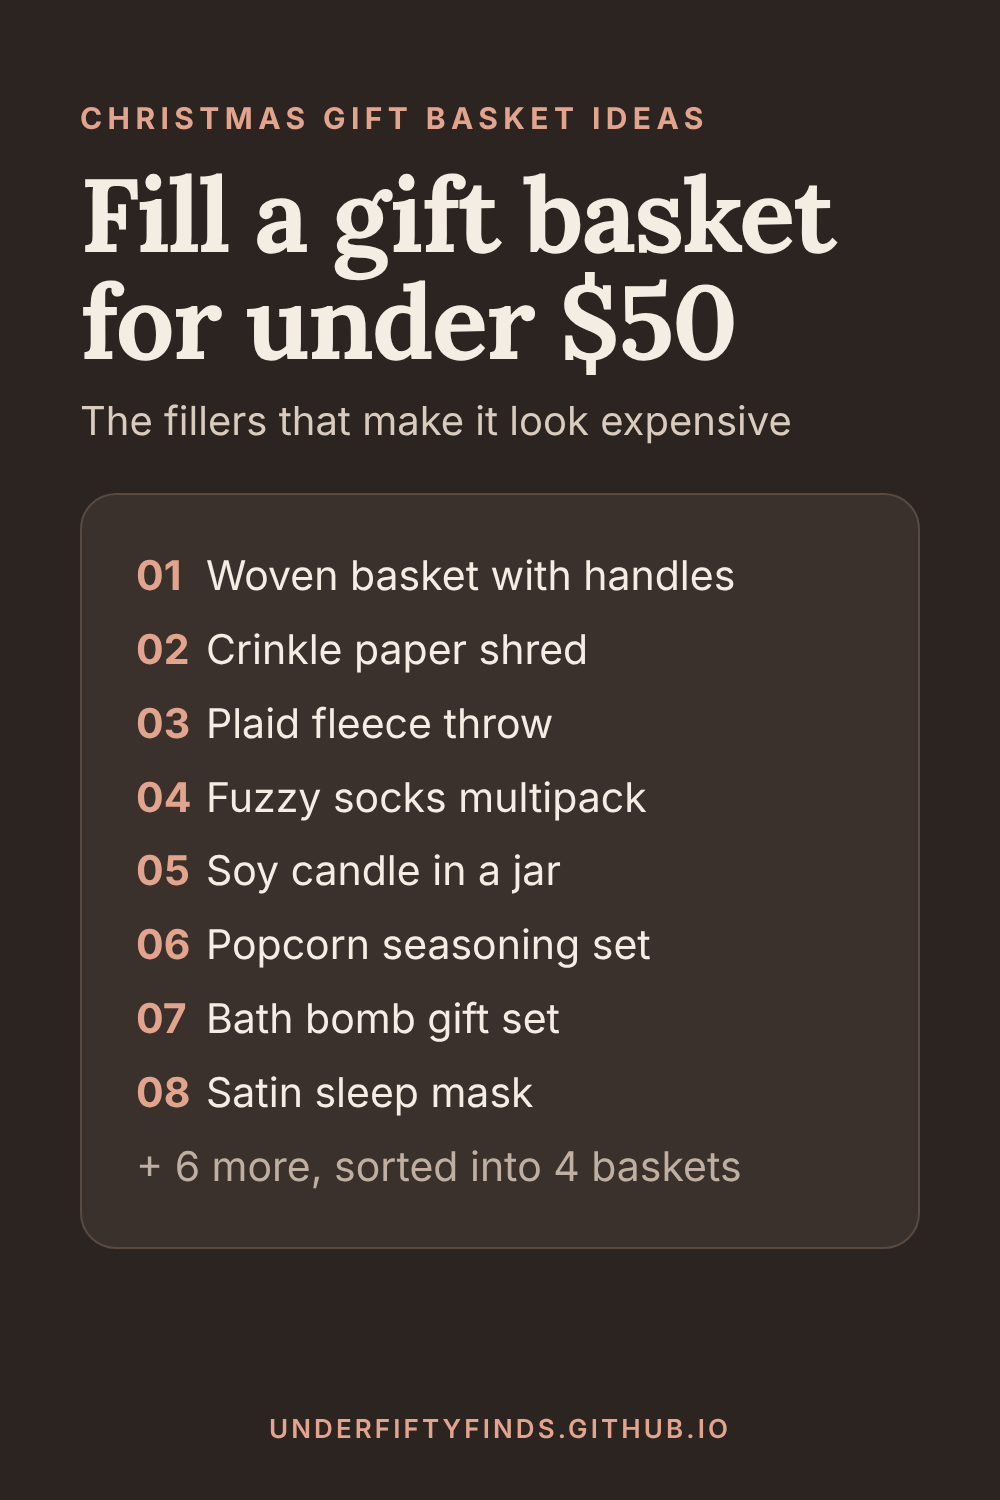 CHRISTMAS GIFT BASKET IDEAS
Fill a gift basket
for under $50
The fillers that make it look expensive
01 Woven basket with handles
02 Crinkle paper shred
03 Plaid fleece throw
04 Fuzzy socks multipack
05 Soy candle in a jar
06 Popcorn seasoning set
07 Bath bomb gift set
08 Satin sleep mask
+ 6 more, sorted into 4 baskets
UNDERFIFTYFINDS.GITHUB.IO